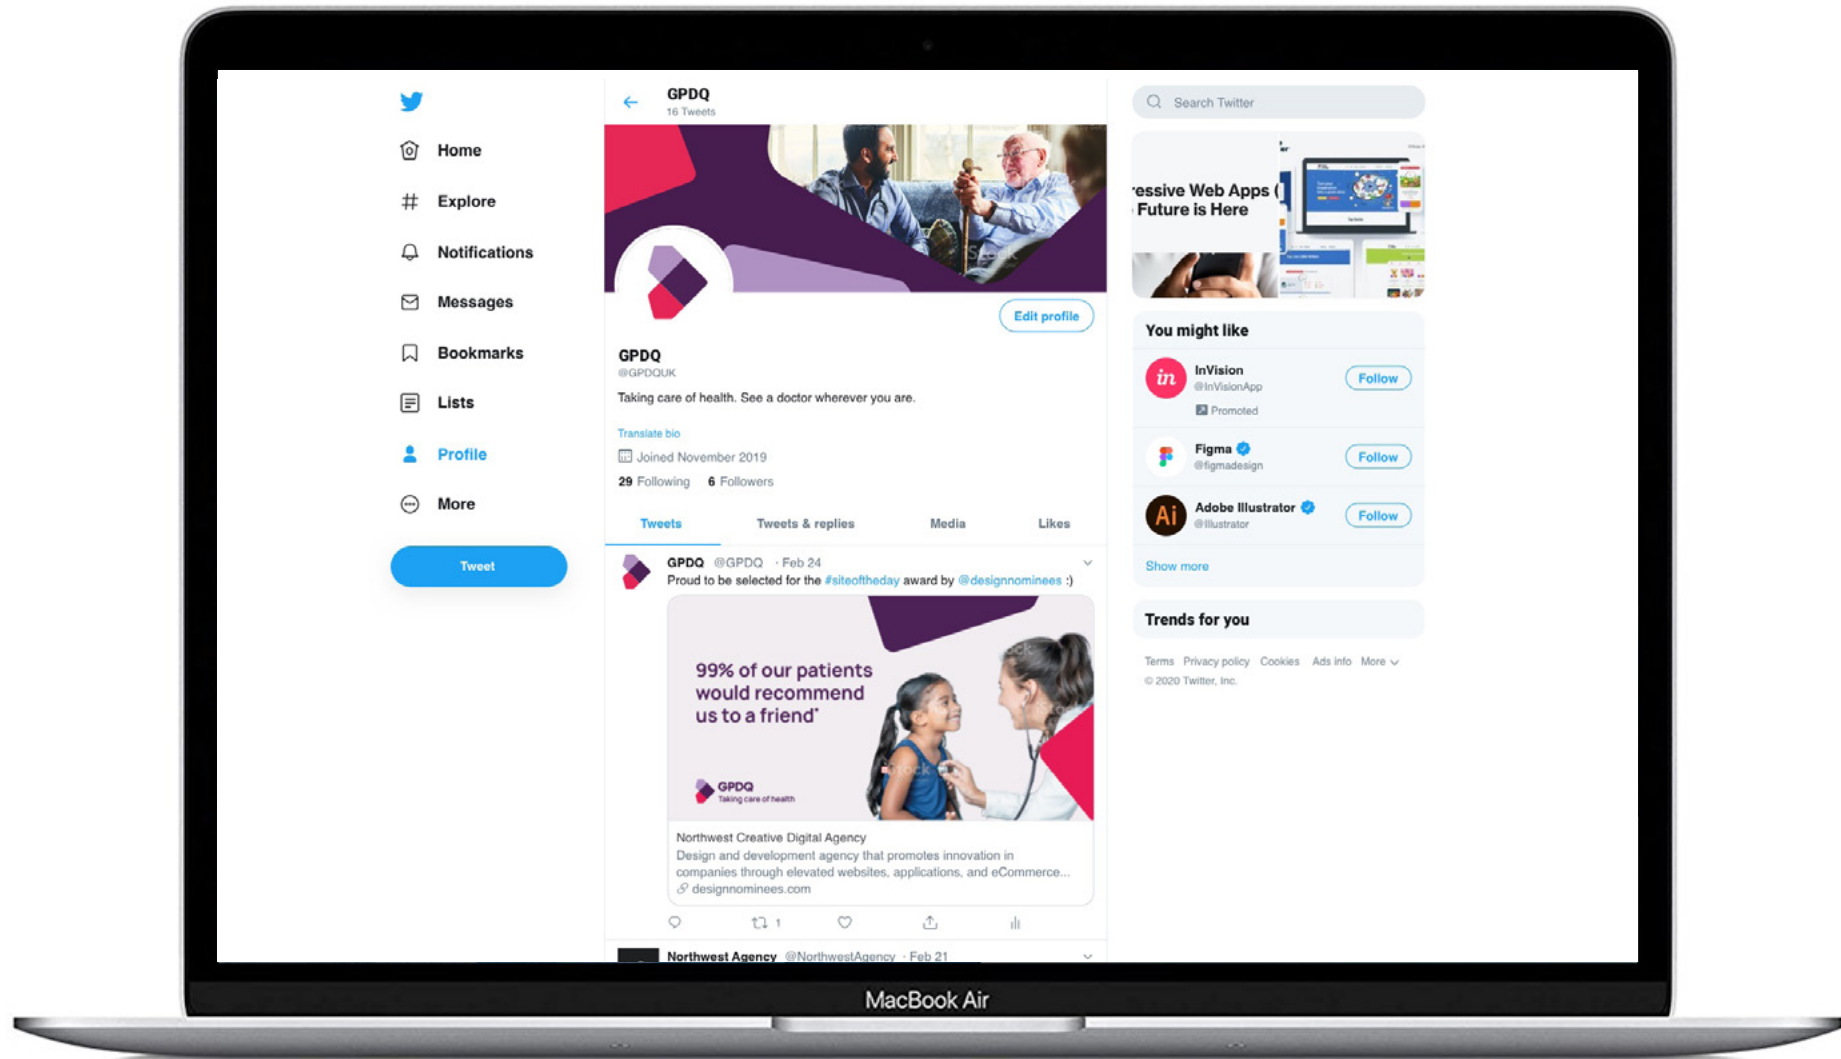 Home
Explore
Notifications
Messages
Bookmarks
Lists
Profile
More
Tweet
GPDQ
16 Tweets
iStock
Edit profile
GPDQ
@GPDQUK
Taking care of health. See a doctor wherever you are.
Translate bio
Joined November 2019
29 Following 6 Followers
Tweets Tweets & replies Media Likes
GPDQ @GPDQ · Feb 24
Proud to be selected for the #siteoftheday award by @designnominees :)
99% of our patients
would recommend
us to a friend*
GPDQ
Taking care of health
Northwest Creative Digital Agency
Design and development agency that promotes innovation in
companies through elevated websites, applications, and eCommerce...
designnominees.com
1
Northwest Agency @NorthwestAgency · Feb 21
Search Twitter
ressive Web Apps (
Future is Here
You might like
in
InVision
@InVisionApp
Promoted
Follow
Figma
@figmadesign
Follow
Ai
Adobe Illustrator
@Illustrator
Follow
Show more
Trends for you
Terms Privacy policy Cookies Ads info More
© 2020 Twitter, Inc.
MacBook Air